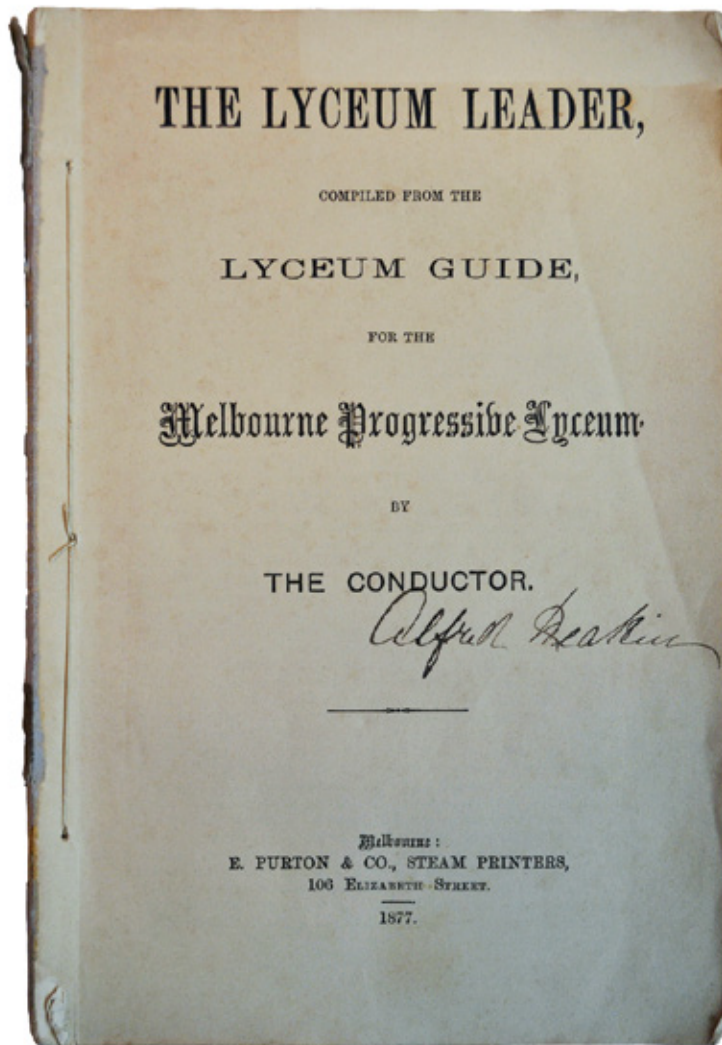 THE LYCEUM LEADER,
COMPILED FROM THE
LYCEUM GUIDE,
FOR THE
Melbourne Progressive Lyceum.
BY
THE CONDUCTOR.
Alfred Deakin
Melbourne:
E. PURTON & CO., STEAM PRINTERS,
106 ELIZABETH STREET.
1877.